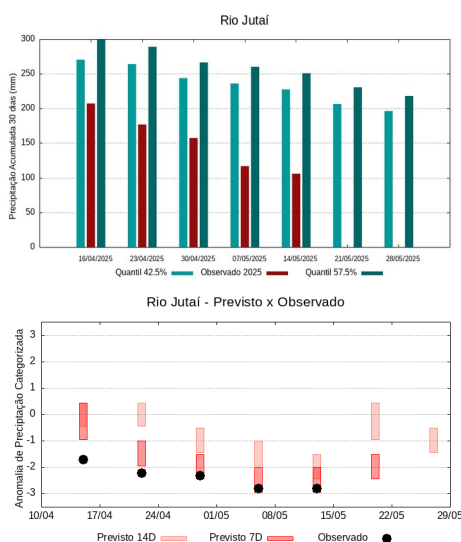 Rio Jutaí
Precipitação Acumulada 30 dias (mm)
300
250
200
150
100
50
0
16/04/2025 23/04/2025 30/04/2025 07/05/2025 14/05/2025 21/05/2025 28/05/2025
Quantil 42.5% Observado 2025 Quantil 57.5%
Rio Jutaí - Previsto x Observado
Anomalia de Precipitação Categorizada
3
2
1
0
-1
-2
-3
10/04 17/04 24/04 01/05 08/05 15/05 22/05 29/05
Previsto 14D Previsto 7D Observado